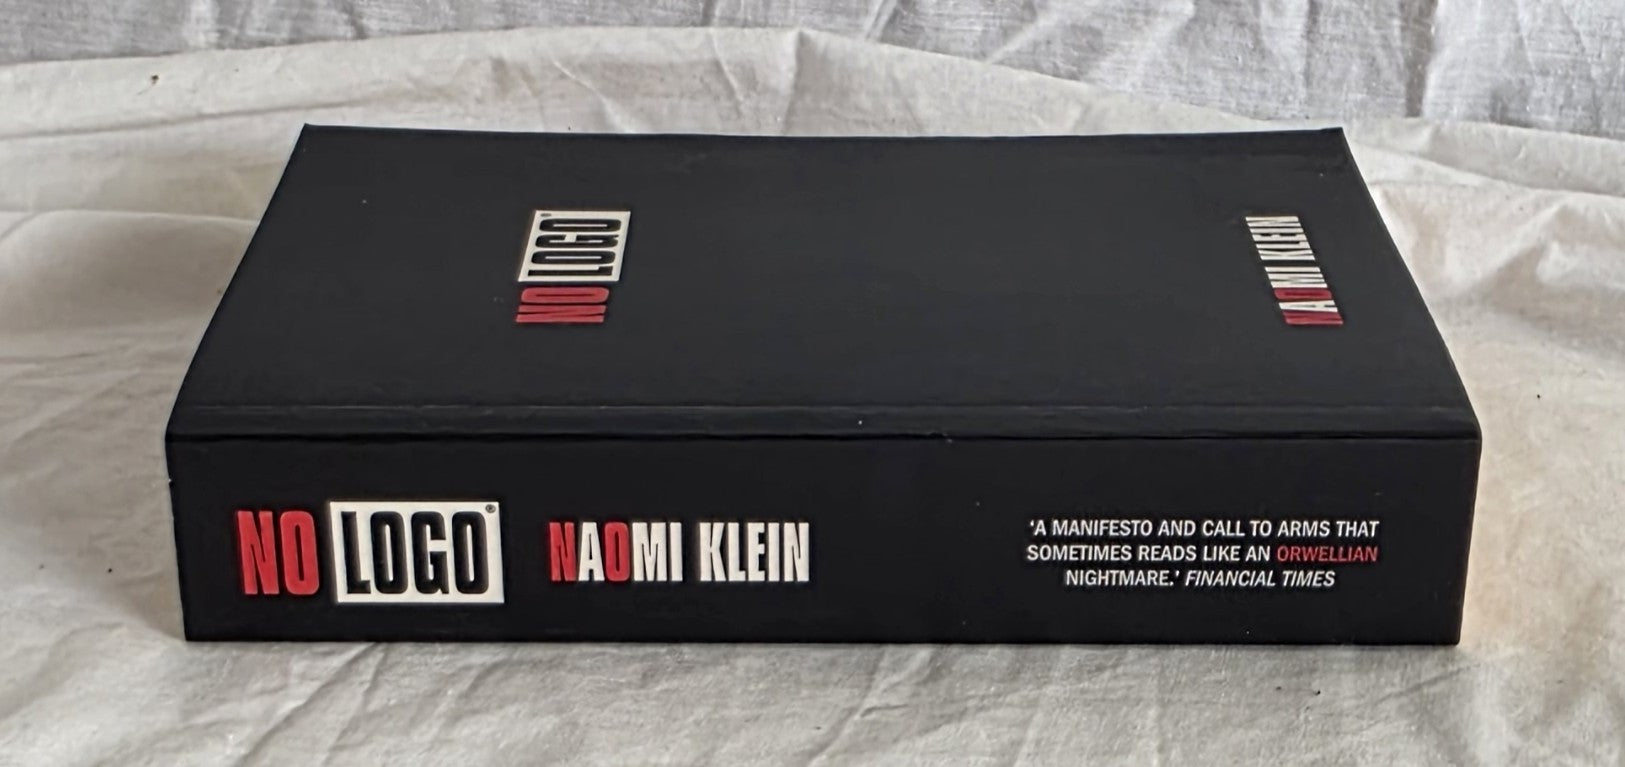 NO LOGO®
NAOMI KLEIN
NO LOGO® NAOMI KLEIN
‘A MANIFESTO AND CALL TO ARMS THAT
SOMETIMES READS LIKE AN ORWELLIAN
NIGHTMARE.’ FINANCIAL TIMES